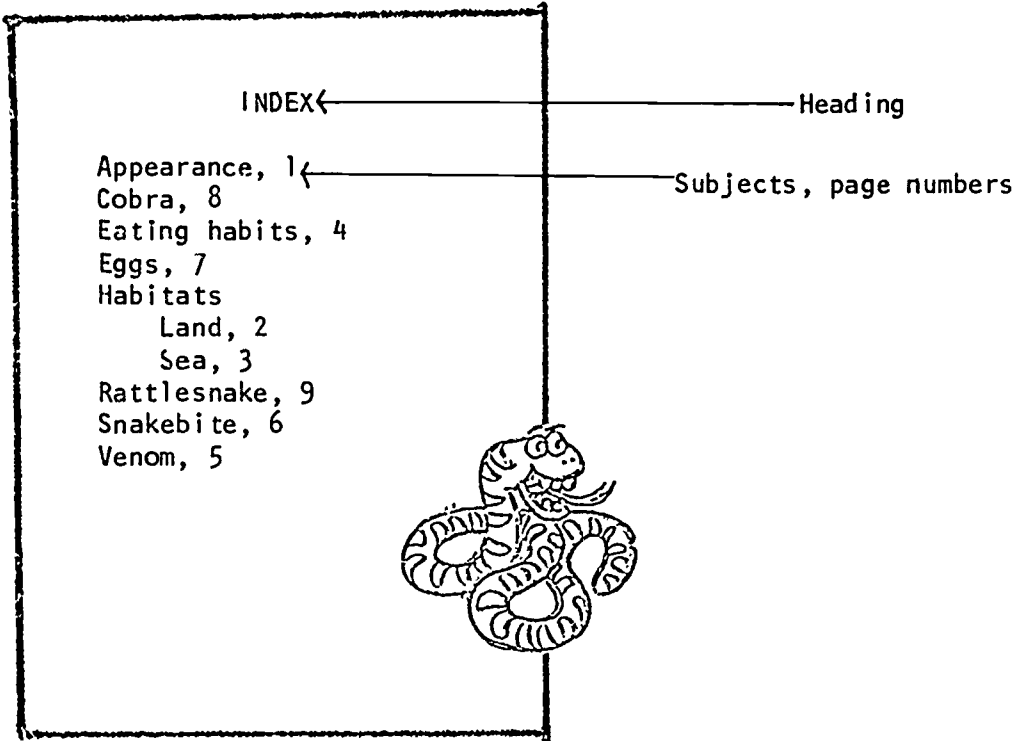 INDEX
Heading
Appearance, 1
Subjects, page numbers
Cobra, 8
Eating habits, 4
Eggs, 7
Habitats
Land, 2
Sea, 3
Rattlesnake, 9
Snakebite, 6
Venom, 5